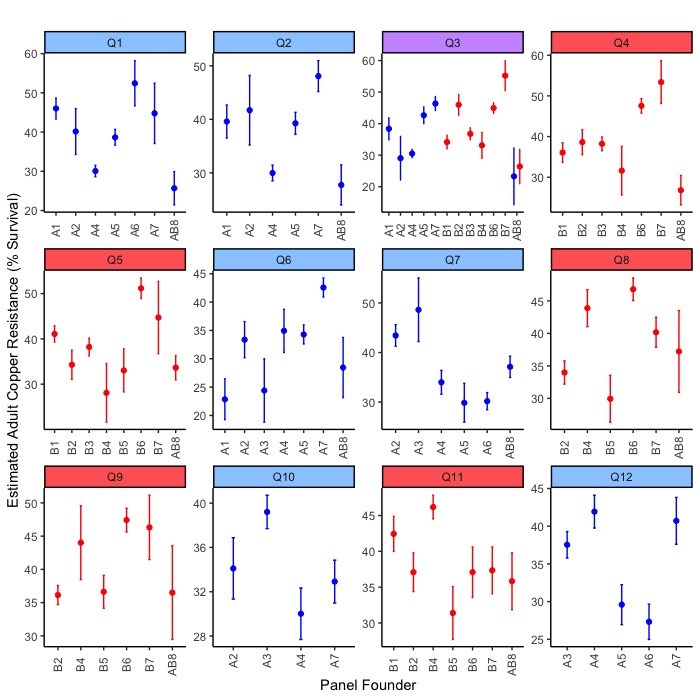 Q1 Q2 Q3 Q4
60 50 40 30 20
50 40 30
60 50 40 30 20
60 50 40 30
A1 A2 A4 A5 A6 A7 AB8
A1 A2 A4 A5 A7 AB8
A1 A2 A4 A5 A7 B1 B2 B3 B4 B6 B7 AB8
B1 B2 B3 B4 B6 B7 AB8
Estimated Adult Copper Resistance (% Survival)
Q5 Q6 Q7 Q8
50 40 30
45 40 35 30 25 20
50 40 30
45 40 35 30
B1 B2 B3 B4 B5 B6 B7 AB8
A1 A2 A3 A4 A5 A7 AB8
A2 A3 A4 A5 A6 AB8
B2 B4 B5 B6 B7 AB8
Q9 Q10 Q11 Q12
50 45 40 35 30
40 36 32 28
45 40 35 30
45 40 35 30 25
B2 B4 B5 B6 B7 AB8
A2 A3 A4 A7
B1 B2 B4 B5 B6 B7 AB8
A3 A4 A5 A6 A7
Panel Founder